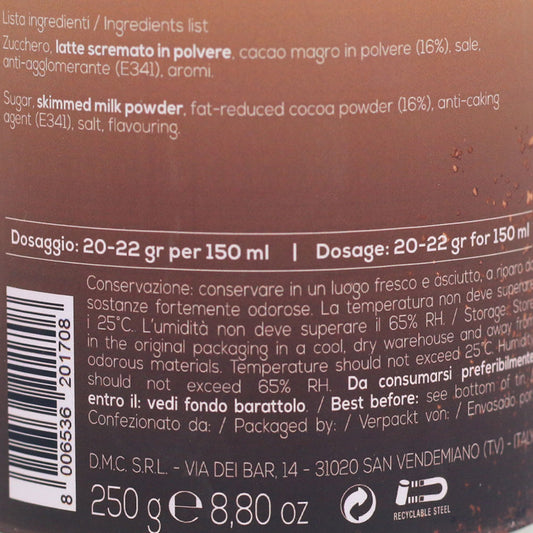 Lista ingredienti / Ingredients list
Zucchero, latte scremato in polvere, cacao magro in polvere (16%), sale,
anti-agglomerante (E341), aromi.
Sugar, skimmed milk powder, fat-reduced cocoa powder (16%), anti-caking
agent (E341), salt, flavouring.
Dosaggio: 20-22 gr per 150 ml | Dosage: 20-22 gr for 150 ml
Conservazione: conservare in un luogo fresco e asciutto, a riparo da
sostanze fortemente odorose. La temperatura non deve superare
i 25°C. L'umidità non deve superare il 65% RH. / Storage: Store
in the original packaging in a cool, dry warehouse and away from
odorous materials. Temperature should not exceed 25°C Humidity
should not exceed 65% RH. Da consumarsi preferibilmente
entro il: vedi fondo barattolo. / Best before: see bottom of tin. /
Confezionato da: / Packaged by: / Verpackt von: / Envasado por:
D.M.C. S.R.L. - VIA DEI BAR, 14 - 31020 SAN VENDEMIANO (TV) - ITALY
250 g e 8,80 oz
RECYCLABLE STEEL
8 006536 201708